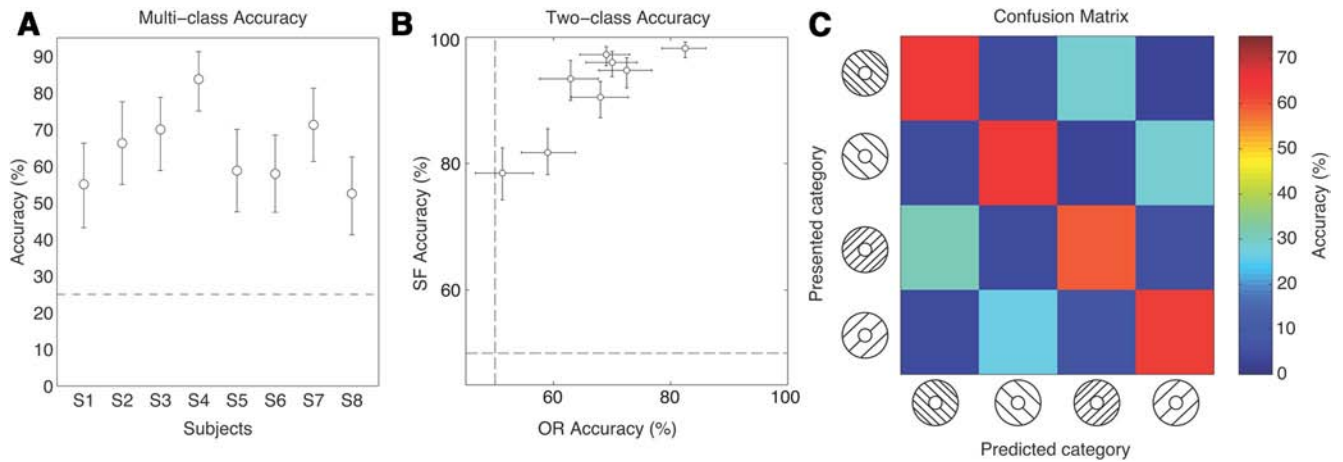 A
Multi-class Accuracy
Accuracy (%)
90
80
70
60
50
40
30
20
10
0
S1 S2 S3 S4 S5 S6 S7 S8
Subjects
B
Two-class Accuracy
SF Accuracy (%)
100
80
60
60 80 100
OR Accuracy (%)
C
Confusion Matrix
Presented category
Predicted category
70
60
50
40
30
20
10
0
Accuracy (%)